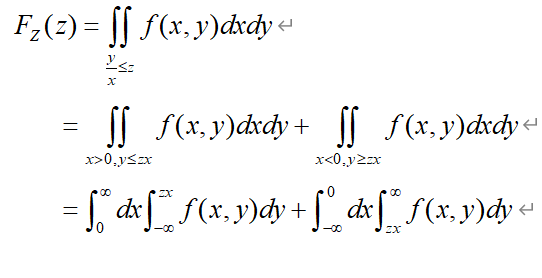 F_Z(z) = ∬_{y/x ≤ z} f(x, y)dxdy ↵
= ∬_{x>0, y≤zx} f(x, y)dxdy + ∬_{x<0, y≥zx} f(x, y)dxdy ↵
= ∫_0^∞ dx ∫_{-∞}^{zx} f(x, y)dy + ∫_{-∞}^0 dx ∫_{zx}^∞ f(x, y)dy ↵